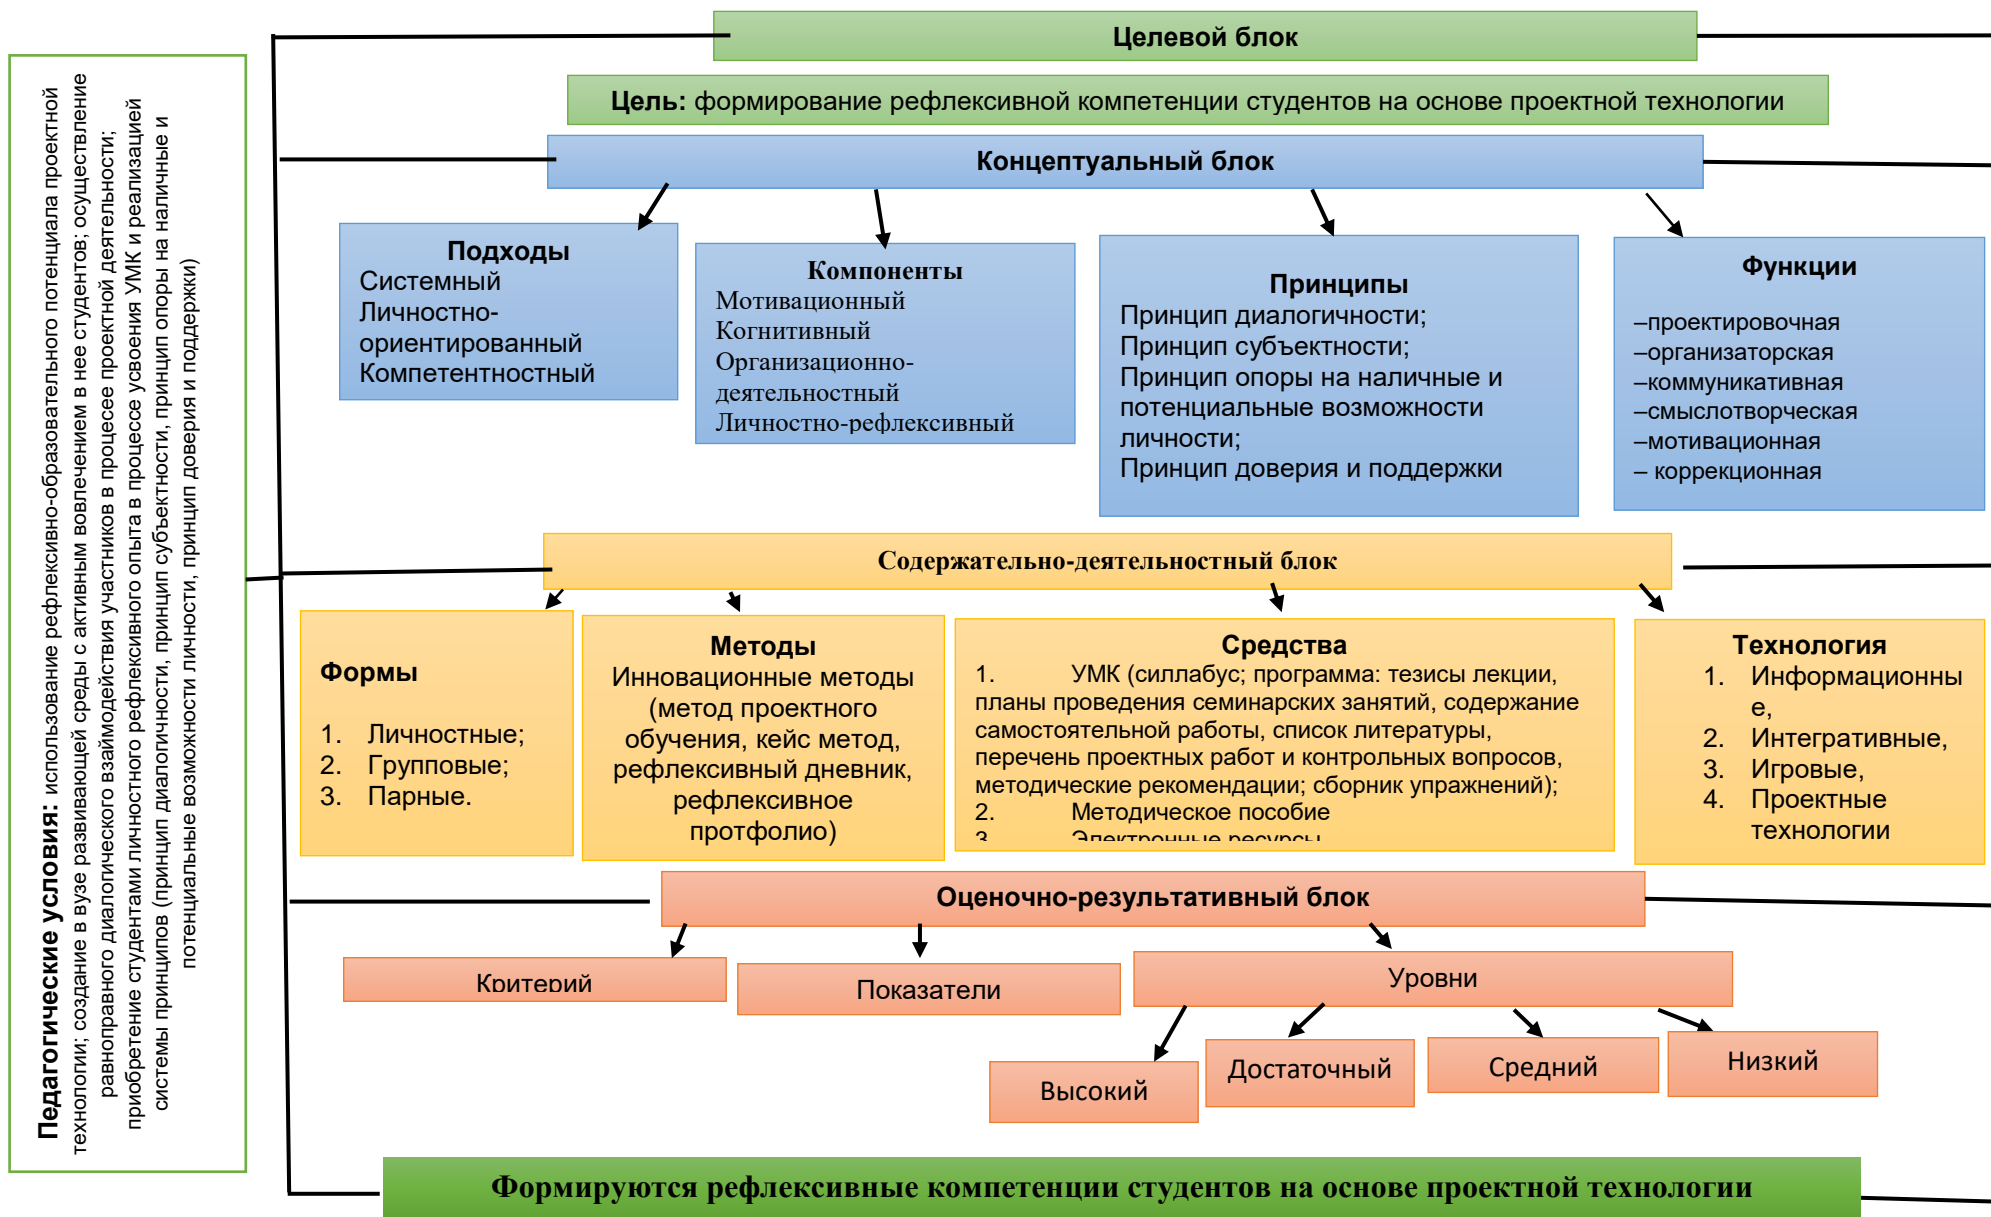 Целевой блок
Цель: формирование рефлексивной компетенции студентов на основе проектной технологии
Концептуальный блок
Подходы
Системный
Личностно-
ориентированный
Компетентностный
Компоненты
Мотивационный
Когнитивный
Организационно-
деятельностный
Личностно-рефлексивный
Принципы
Принцип диалогичности;
Принцип субъектности;
Принцип опоры на наличные и
потенциальные возможности
личности;
Принцип доверия и поддержки
Функции
–проектировочная
–организаторская
–коммуникативная
–смыслотворческая
–мотивационная
– коррекционная
Содержательно-деятельностный блок
Формы
1. Личностные;
2. Групповые;
3. Парные.
Методы
Инновационные методы
(метод проектного
обучения, кейс метод,
рефлексивный дневник,
рефлексивное
протфолио)
Средства
1. УМК (силлабус; программа: тезисы лекции,
планы проведения семинарских занятий, содержание
самостоятельной работы, список литературы,
перечень проектных работ и контрольных вопросов,
методические рекомендации; сборник упражнений);
2. Методическое пособие
3. Электронные ресурсы
Технология
1. Информационны
е,
2. Интегративные,
3. Игровые,
4. Проектные
технологии
Оценочно-результативный блок
Критерий
Показатели
Уровни
Высокий
Достаточный
Средний
Низкий
Формируются рефлексивные компетенции студентов на основе проектной технологии
Педагогические условия: использование рефлексивно-образовательного потенциала проектной
технологии; создание в вузе развивающей среды с активным вовлечением в нее студентов; осуществление
равноправного диалогического взаймодействия участников в процесее проектной деятельности;
приобретение студентами личностного рефлексивного опыта в процессе усвоения УМК и реализацией
системы принципов (принцип диалогичности, принцип субъектности, принцип опоры на наличные и
потенциальные возможности личности, принцип доверия и поддержки)